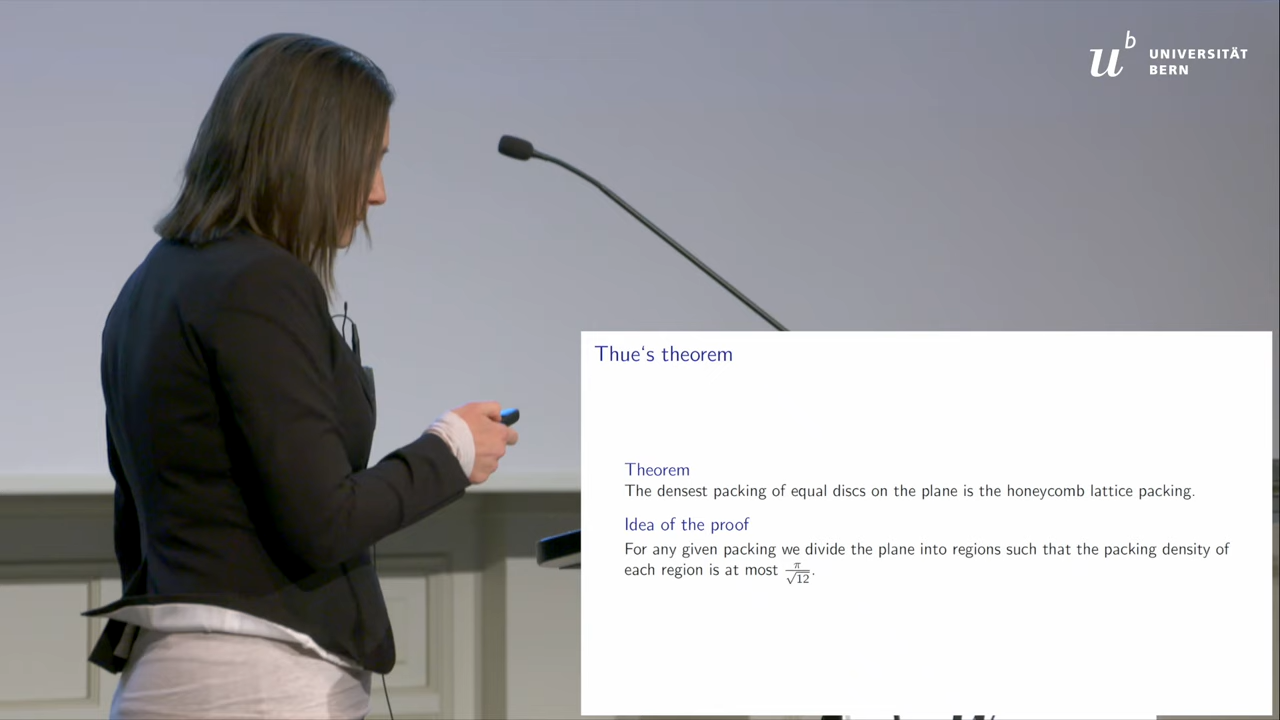 u^b UNIVERSITÄT
BERN
Thue‘s theorem
Theorem
The densest packing of equal discs on the plane is the honeycomb lattice packing.
Idea of the proof
For any given packing we divide the plane into regions such that the packing density of
each region is at most π/√12.